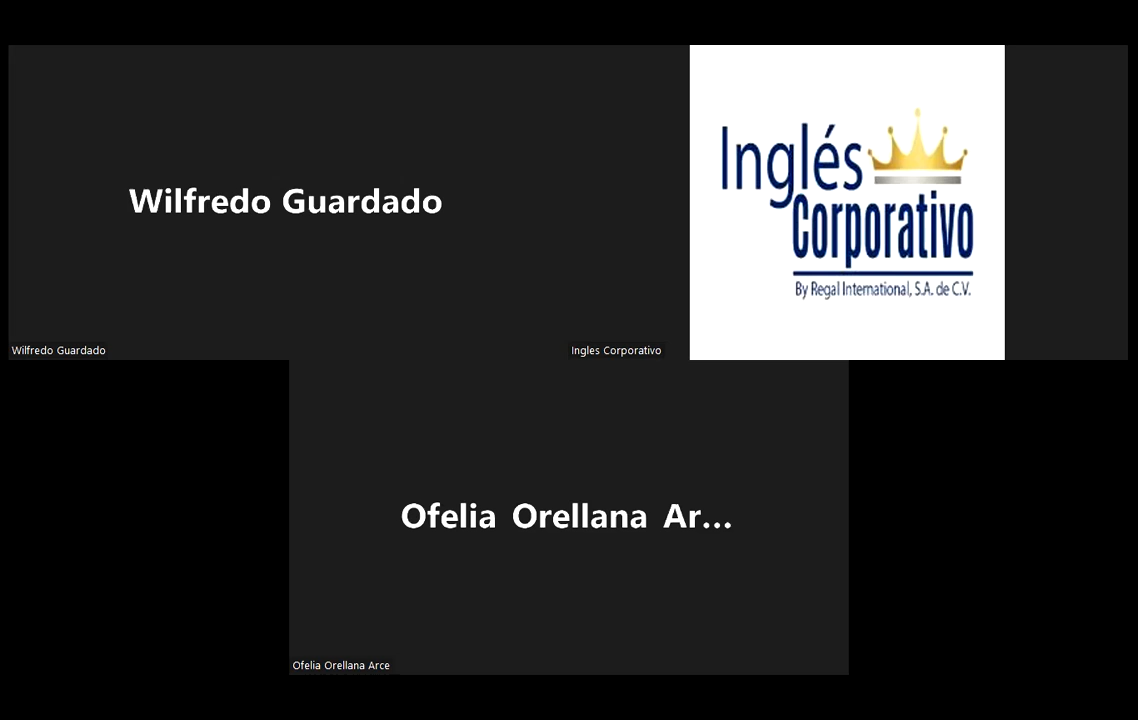 Wilfredo Guardado
Inglés
Corporativo
By Regal International, S.A. de C.V.
Wilfredo Guardado
Ingles Corporativo
Ofelia Orellana Ar...
Ofelia Orellana Arce